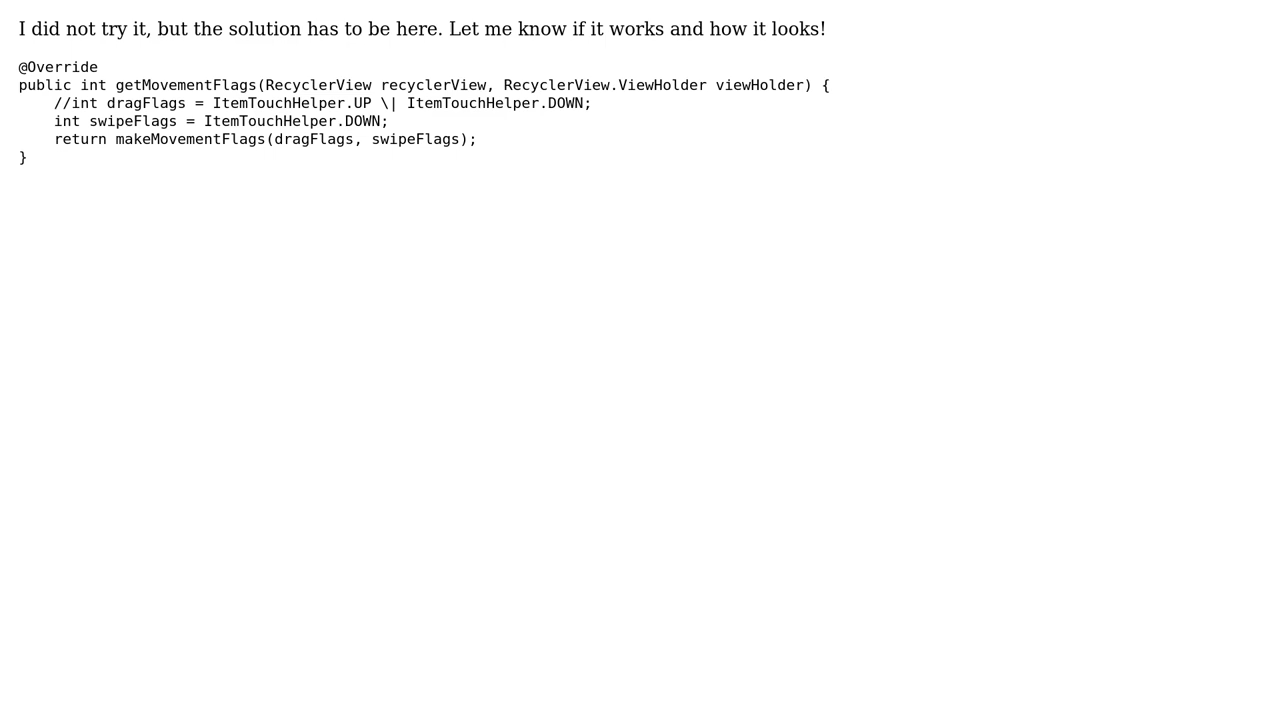 I did not try it, but the solution has to be here. Let me know if it works and how it looks!
@Override
public int getMovementFlags(RecyclerView recyclerView, RecyclerView.ViewHolder viewHolder) {
    //int dragFlags = ItemTouchHelper.UP \| ItemTouchHelper.DOWN;
    int swipeFlags = ItemTouchHelper.DOWN;
    return makeMovementFlags(dragFlags, swipeFlags);
}